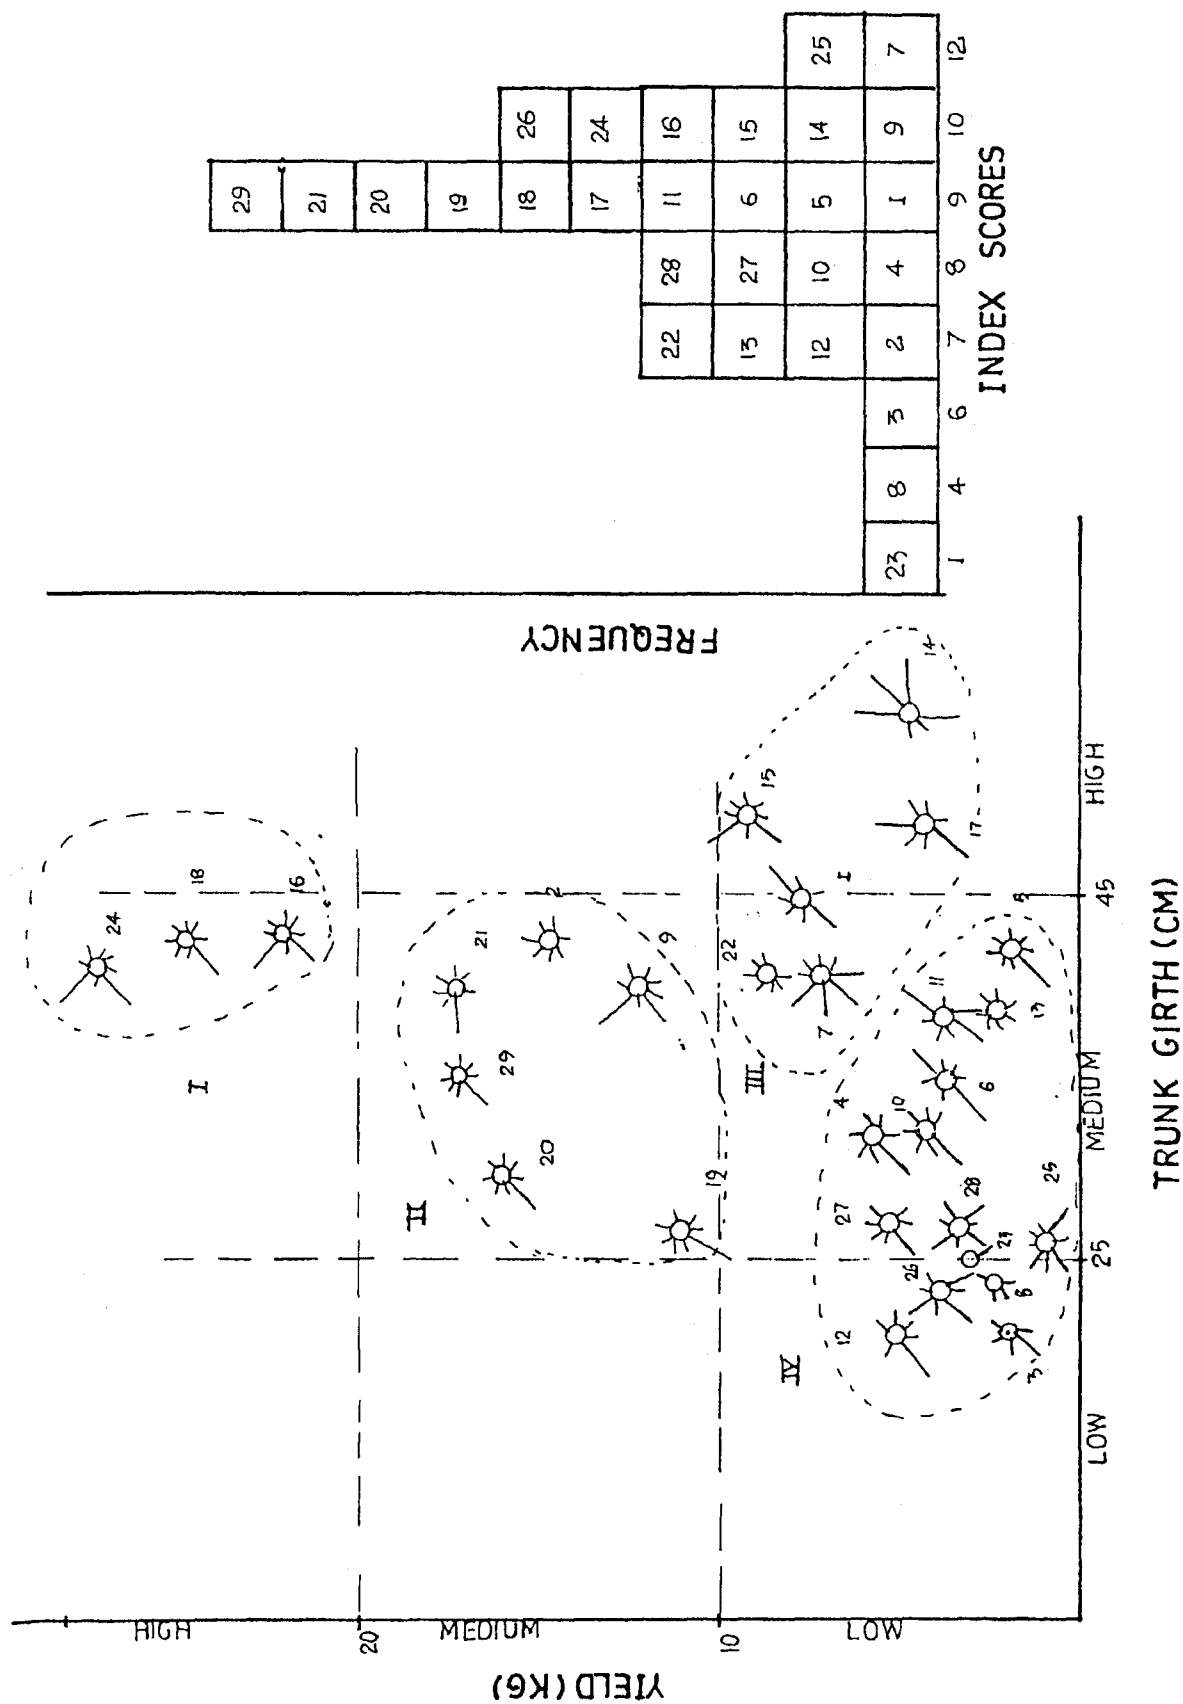 YIELD (KG)
HIGH
20
MEDIUM
10
LOW
24
18
16
I
21
2
29
9
20
19
II
15
14
1
17
22
7
III
5
11
13
6
4
10
28
25
27
23
26
8
12
3
IV
LOW
25
MEDIUM
45
HIGH
TRUNK GIRTH (CM)
FREQUENCY
29
21
20
19
18 26
17 24
22 28 11 16
13 27 6 15
12 10 5 14 25
23 8 3 2 4 1 9 7
1 4 6 7 8 9 10 12
INDEX SCORES